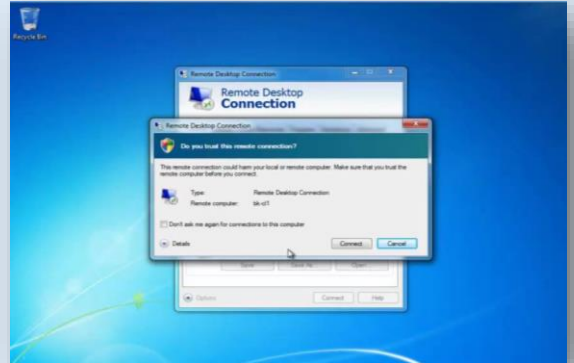 Recycle Bin
Remote Desktop Connection
Remote Desktop
Connection
Remote Desktop Connection
Do you trust this remote connection?
This remote connection could harm your local or remote computer. Make sure that you trust the
remote computer before you connect.
Type: Remote Desktop Connection
Remote computer: bk-cl1
Don't ask me again for connections to this computer
Details Connect Cancel
Save Save As... Open...
Options Connect Help